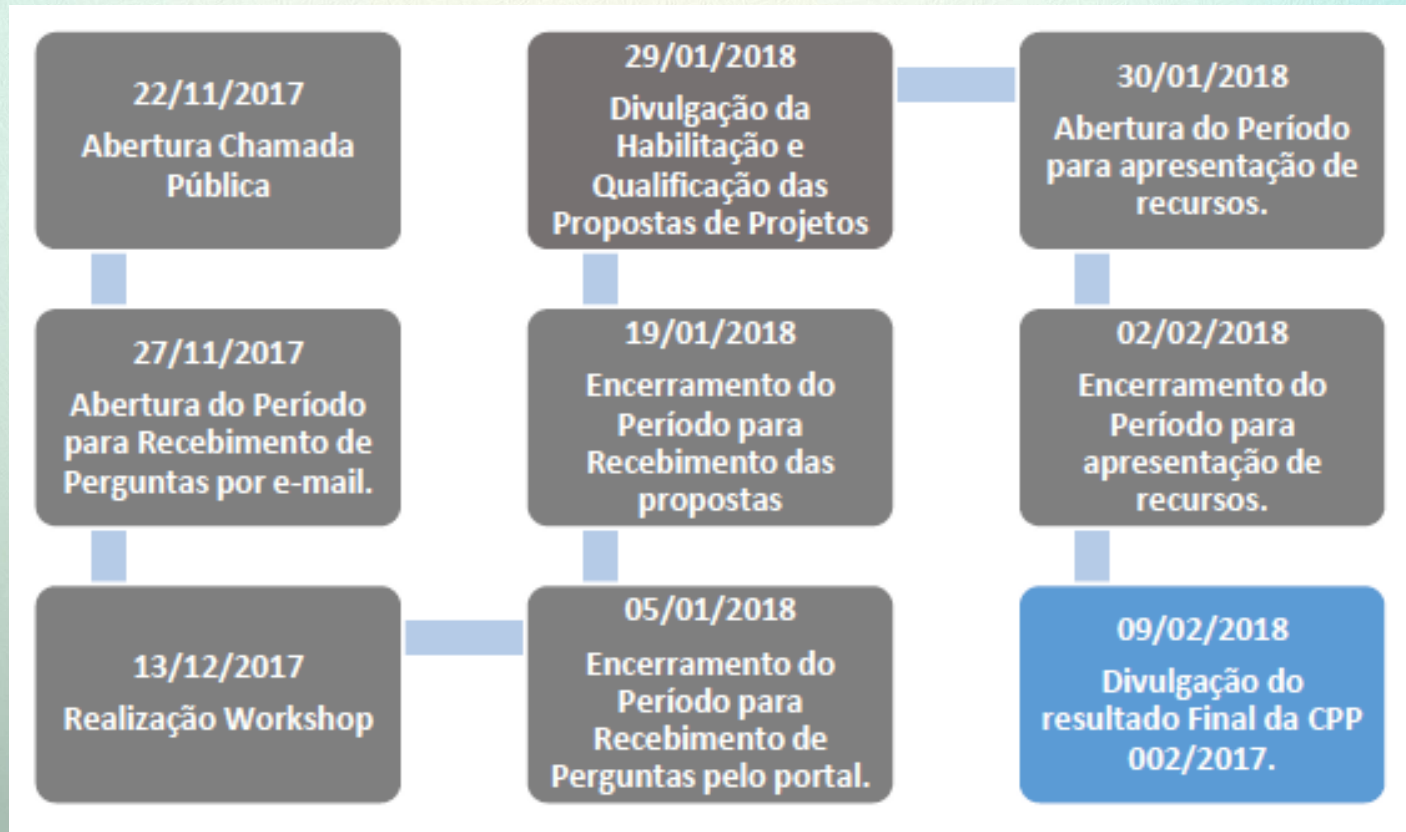 22/11/2017
Abertura Chamada
Pública
27/11/2017
Abertura do Período
para Recebimento de
Perguntas por e-mail.
13/12/2017
Realização Workshop
05/01/2018
Encerramento do
Período para
Recebimento de
Perguntas pelo portal.
19/01/2018
Encerramento do
Período para
Recebimento das
propostas
29/01/2018
Divulgação da
Habilitação e
Qualificação das
Propostas de Projetos
30/01/2018
Abertura do Período
para apresentação de
recursos.
02/02/2018
Encerramento do
Período para
apresentação de
recursos.
09/02/2018
Divulgação do
resultado Final da CPP
002/2017.